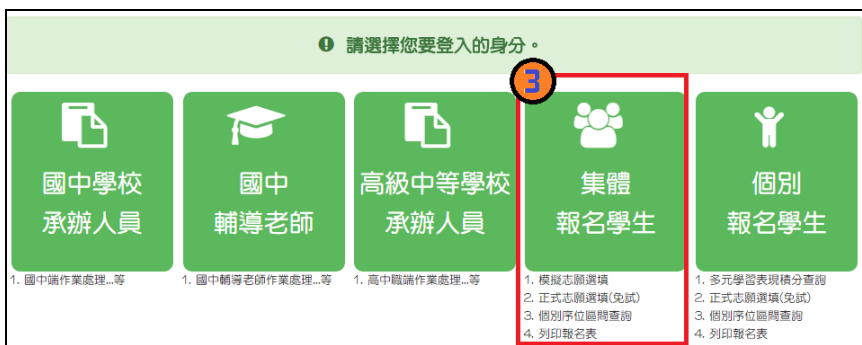 請選擇您要登入的身分。
3
國中學校
承辦人員
國中
輔導老師
高級中等學校
承辦人員
集體
報名學生
個別
報名學生
1. 國中端作業處理...等
1. 國中輔導老師作業處理...等
1. 高中職端作業處理...等
1. 模擬志願選填
2. 正式志願選填(免試)
3. 個別序位區間查詢
4. 列印報名表
1. 多元學習表現積分查詢
2. 正式志願選填(免試)
3. 個別序位區間查詢
4. 列印報名表